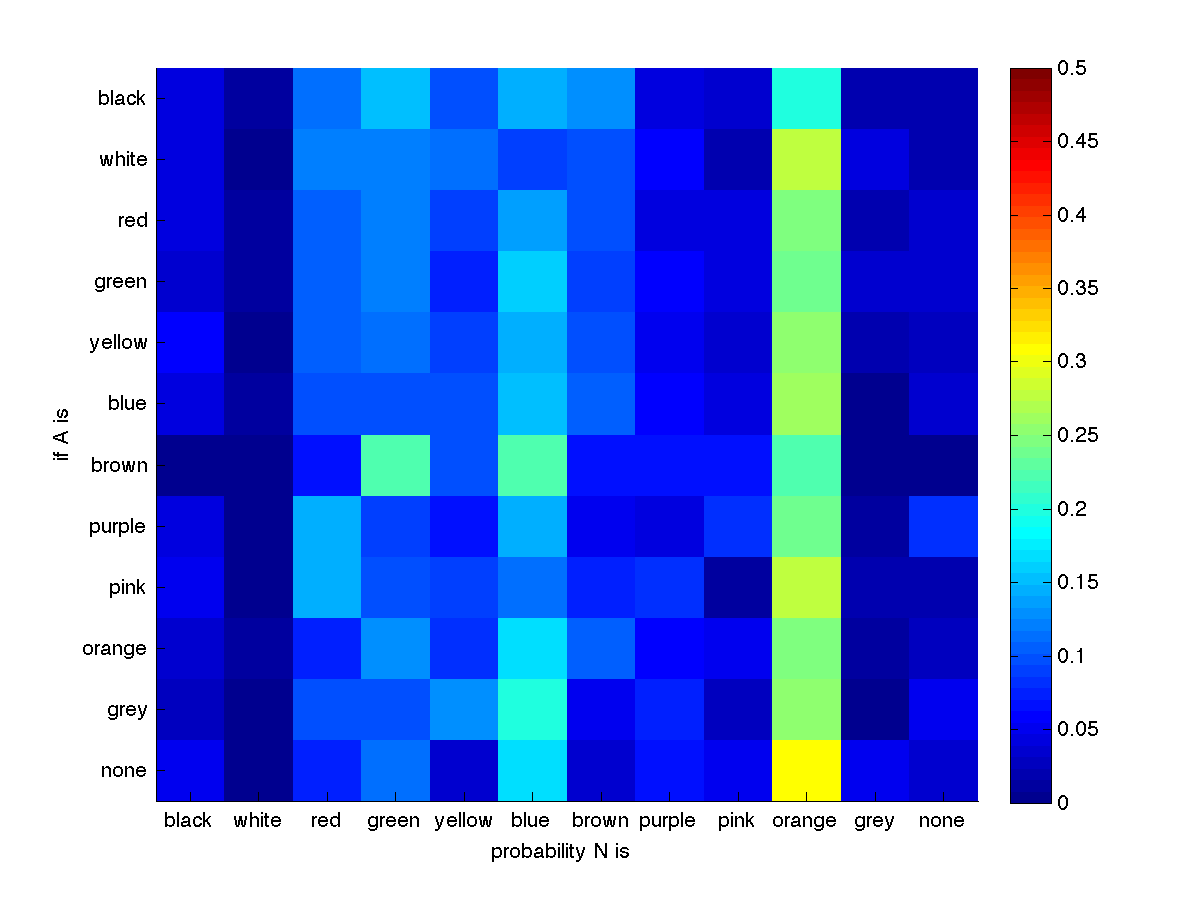 black
white
red
green
yellow
blue
brown
purple
pink
orange
grey
none
if A is
black white red green yellow blue brown purple pink orange grey none
probability N is
0.5
0.45
0.4
0.35
0.3
0.25
0.2
0.15
0.1
0.05
0